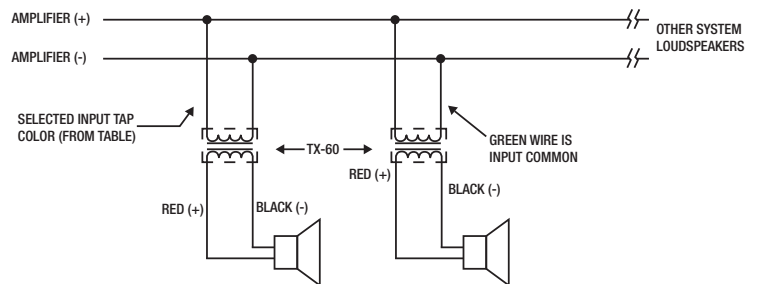 AMPLIFIER (+)
AMPLIFIER (-)
OTHER SYSTEM
LOUDSPEAKERS
SELECTED INPUT TAP
COLOR (FROM TABLE)
TX-60
GREEN WIRE IS
INPUT COMMON
RED (+)
BLACK (-)
RED (+)
BLACK (-)